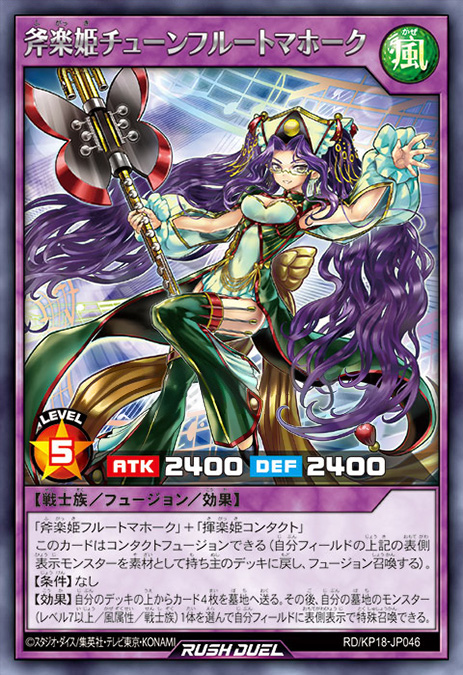 斧楽姫チューンフルートマホーク
風
LEVEL
5
ATK 2400 DEF 2400
【戦士族／フュージョン／効果】
「斧楽姫フルートマホーク」＋「揮楽姫コンタクト」
このカードはコンタクトフュージョンできる（自分フィールドの上記の表側
表示モンスターを素材として持ち主のデッキに戻し、フュージョン召喚する）。
【条件】なし
【効果】自分のデッキの上からカード4枚を墓地へ送る。その後、自分の墓地のモンスター
（レベル7以上／風属性／戦士族）1体を選んで自分フィールドに表側表示で特殊召喚できる。
©スタジオ・ダイス/集英社・テレビ東京・KONAMI
RUSH DUEL
RD/KP18-JP046